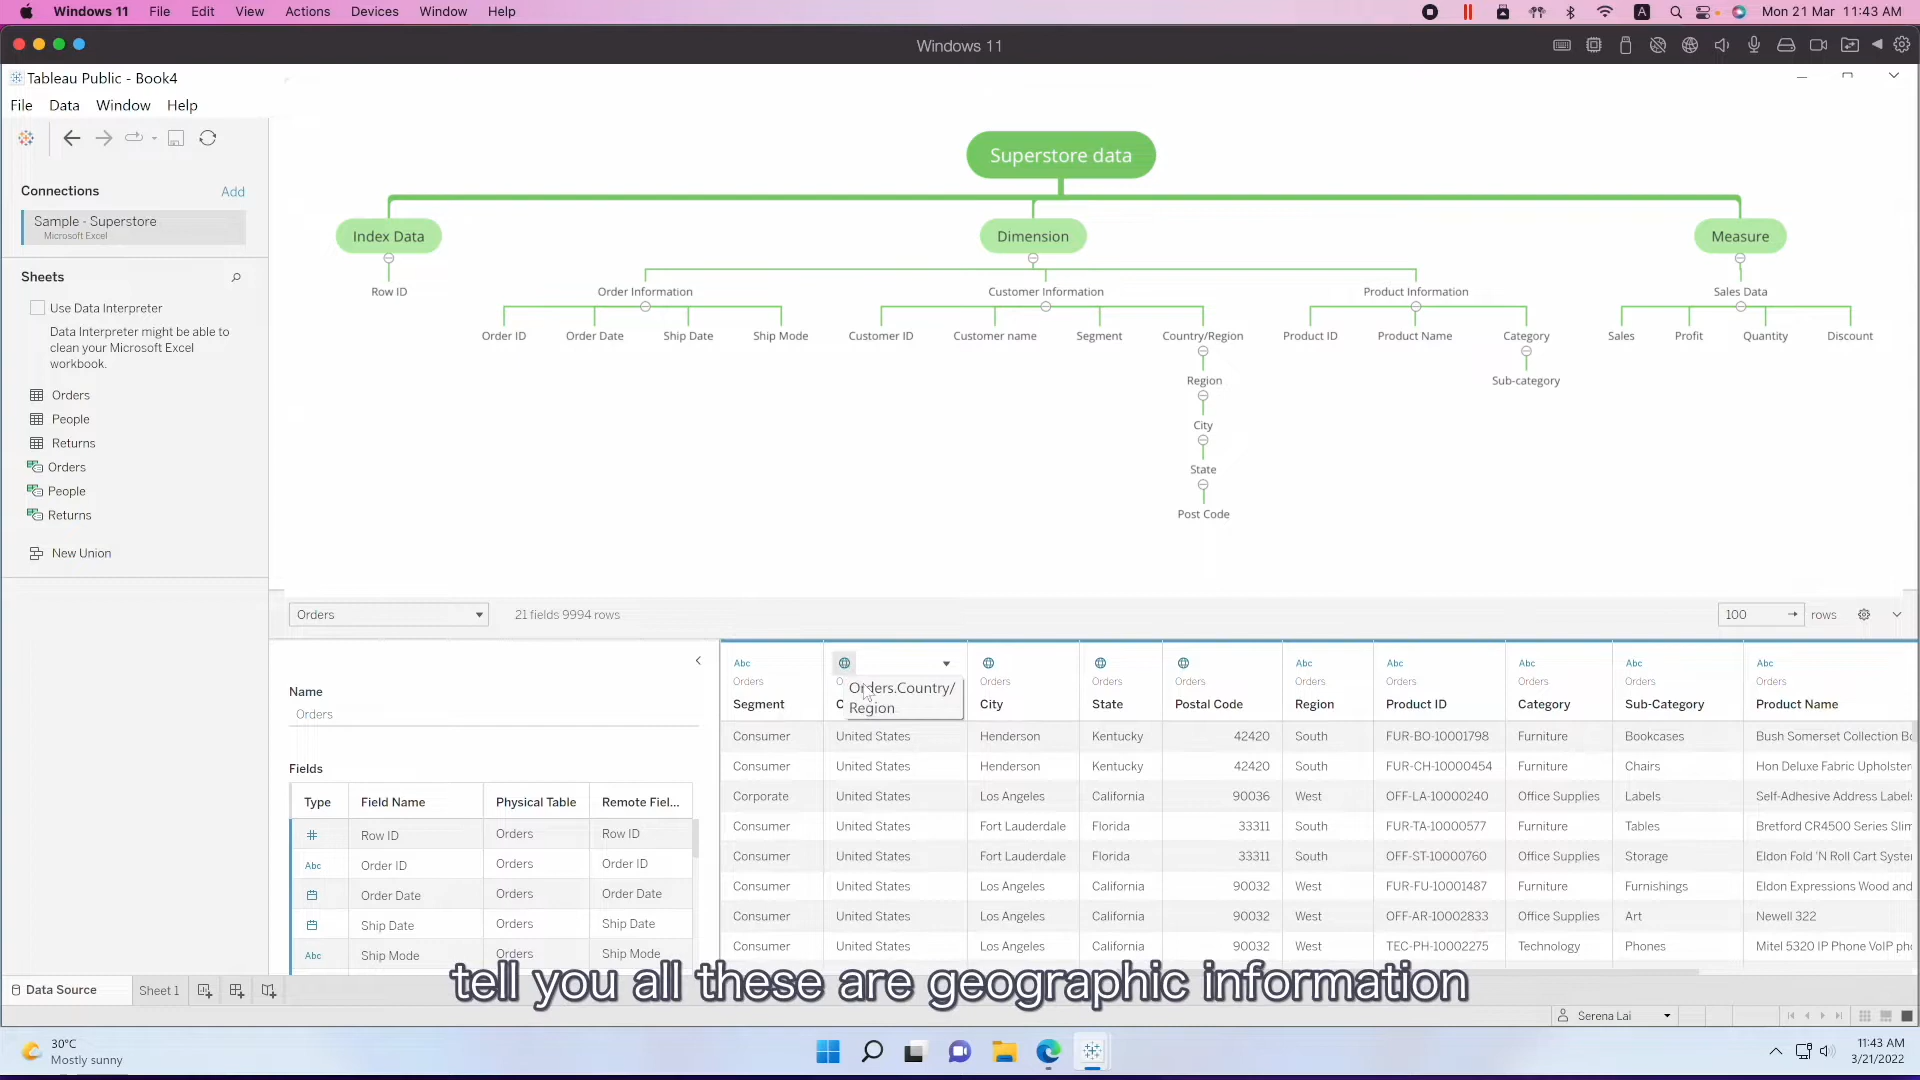 Windows 11 File Edit View Actions Devices Window Help
A Mon 21 Mar 11:43 AM
Windows 11
Tableau Public - Book4
File Data Window Help
Connections Add
Sample - Superstore
Microsoft Excel
Sheets
Use Data Interpreter
Data Interpreter might be able to
clean your Microsoft Excel
workbook.
Orders
People
Returns
Orders
People
Returns
New Union
Superstore data
Index Data Dimension Measure
Row ID Order Information Customer Information Product Information Sales Data
Order ID Order Date Ship Date Ship Mode Customer ID Customer name Segment Country/Region Product ID Product Name Category Sales Profit Quantity Discount
Region Sub-category
City
State
Post Code
Orders 21 fields 9994 rows 100 rows
Name
Orders
Fields
Type Field Name Physical Table Remote Fiel...
Row ID Orders Row ID
Abc Order ID Orders Order ID
Order Date Orders Order Date
Ship Date Orders Ship Date
Abc Ship Mode Orders Ship Mode
Abc Abc Abc Abc Abc Abc
Orders Orders Orders Orders Orders Orders Orders Orders Orders
Orders.Country/
Region
Segment City State Postal Code Region Product ID Category Sub-Category Product Name
Consumer United States Henderson Kentucky 42420 South FUR-BO-10001798 Furniture Bookcases Bush Somerset Collection Bo
Consumer United States Henderson Kentucky 42420 South FUR-CH-10000454 Furniture Chairs Hon Deluxe Fabric Upholster
Corporate United States Los Angeles California 90036 West OFF-LA-10000240 Office Supplies Labels Self-Adhesive Address Labels
Consumer United States Fort Lauderdale Florida 33311 South FUR-TA-10000577 Furniture Tables Bretford CR4500 Series Slim
Consumer United States Fort Lauderdale Florida 33311 South OFF-ST-10000760 Office Supplies Storage Eldon Fold 'N Roll Cart System
Consumer United States Los Angeles California 90032 West FUR-FU-10001487 Furniture Furnishings Eldon Expressions Wood and
Consumer United States Los Angeles California 90032 West OFF-AR-10002833 Office Supplies Art Newell 322
Consumer United States Los Angeles California 90032 West TEC-PH-10002275 Technology Phones Mitel 5320 IP Phone VoIP pho
tell you all these are geographic information
Data Source Sheet 1
Serena Lai
30°C
Mostly sunny
11:43 AM
3/21/2022